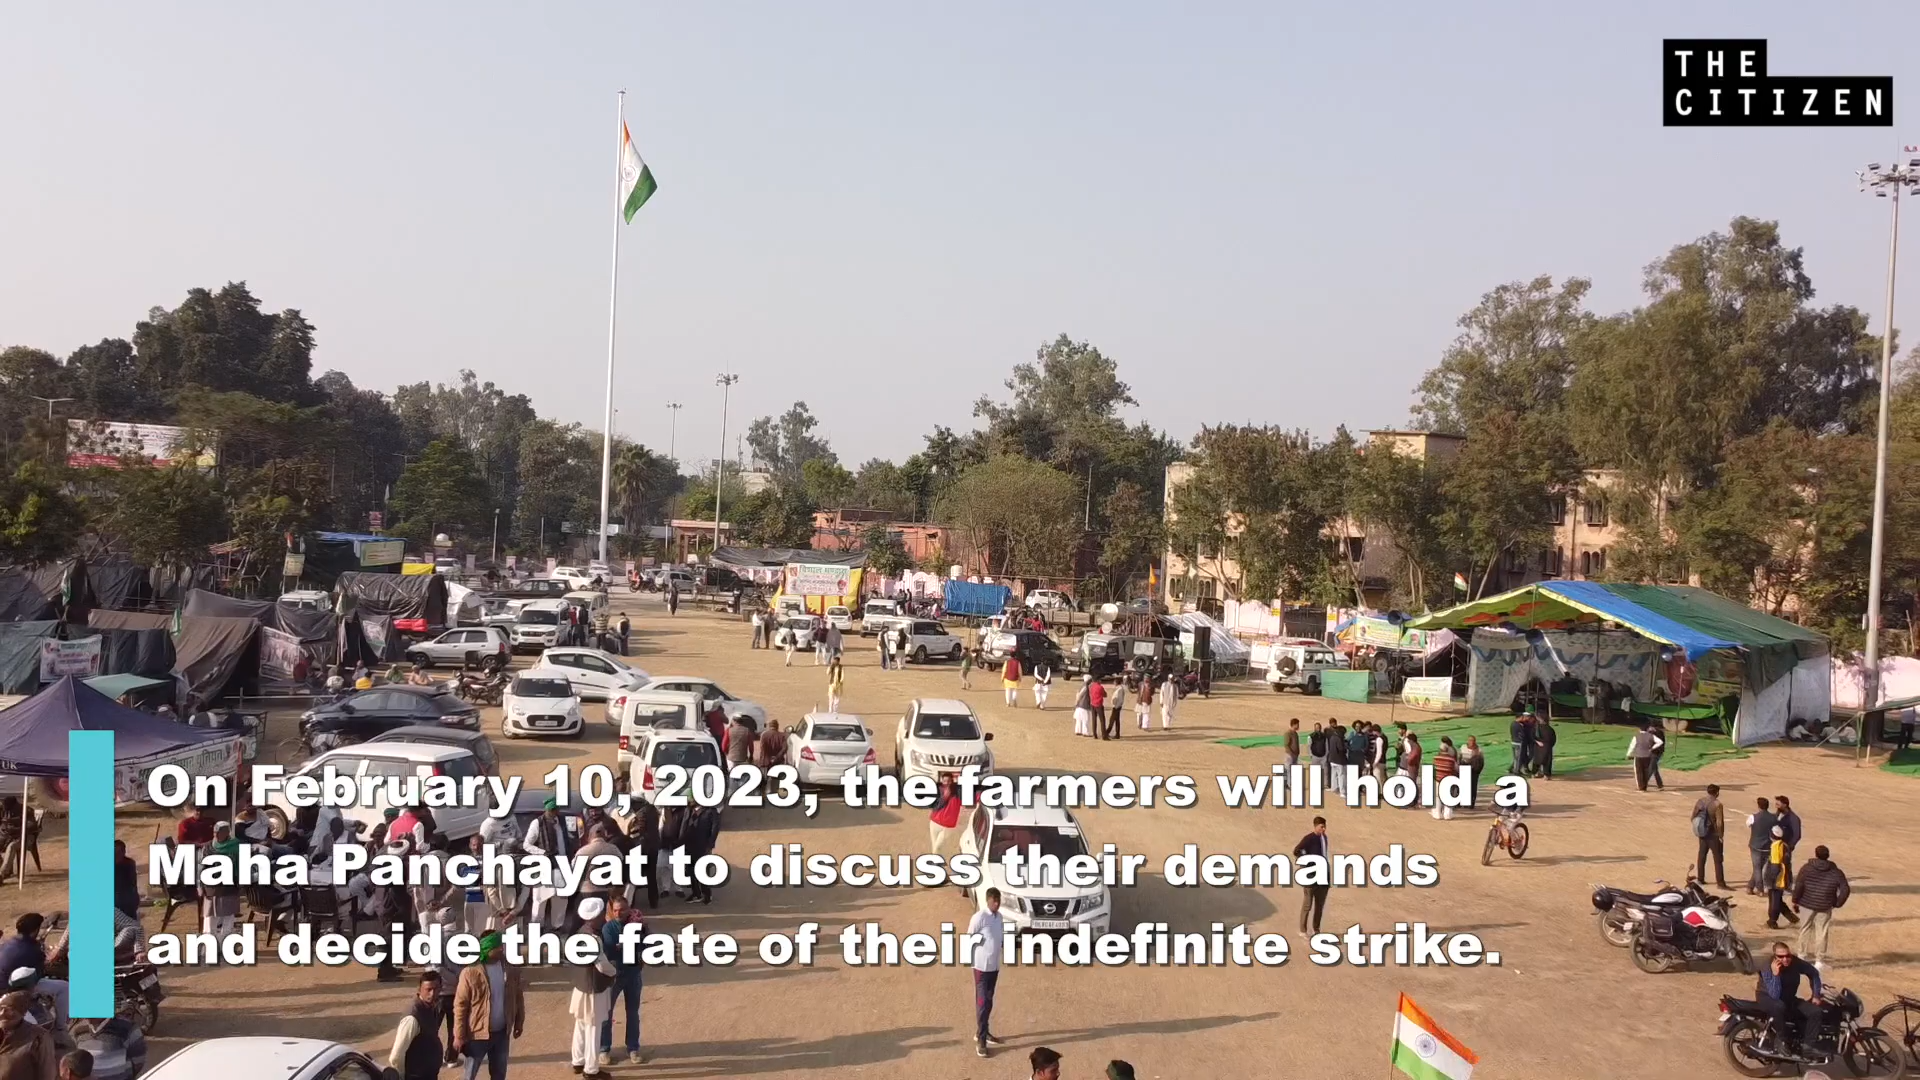 THE
CITIZEN
On February 10, 2023, the farmers will hold a
Maha Panchayat to discuss their demands
and decide the fate of their indefinite strike.
UK